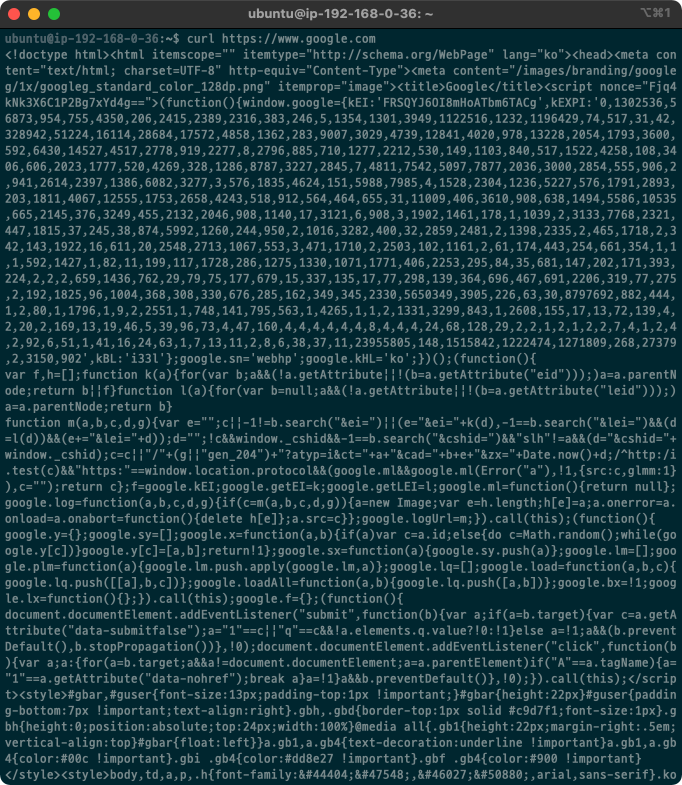 ubuntu@ip-192-168-0-36: ~
⌥⌘1
ubuntu@ip-192-168-0-36:~$ curl https://www.google.com
<!doctype html><html itemscope="" itemtype="http://schema.org/WebPage" lang="ko"><head><meta con
tent="text/html; charset=UTF-8" http-equiv="Content-Type"><meta content="/images/branding/google
g/1x/googleg_standard_color_128dp.png" itemprop="image"><title>Google</title><script nonce="Fjq4
kNk3X6C1P2Bg7xYd4g==">(function(){window.google={kEI:'FRSQYJ6OI8mHoATbm6TACg',kEXPI:'0,1302536,5
6873,954,755,4350,206,2415,2389,2316,383,246,5,1354,1301,3949,1122516,1232,1196429,74,517,31,42,
328942,51224,16114,28684,17572,4858,1362,283,9007,3029,4739,12841,4020,978,13228,2054,1793,3600,
592,6430,14527,4517,2778,919,2277,8,2796,885,710,1277,2212,530,149,1103,840,517,1522,4258,108,34
06,606,2023,1777,520,4269,328,1286,8787,3227,2845,7,4811,7542,5097,7877,2036,3000,2854,555,906,2
,941,2614,2397,1386,6082,3277,3,576,1835,4624,151,5988,7985,4,1528,2304,1236,5227,576,1791,2893,
203,1811,4067,12555,1753,2658,4243,518,912,564,464,655,31,11009,406,3610,908,638,1494,5586,10535
,665,2145,376,3249,455,2132,2046,908,1140,17,3121,6,908,3,1902,1461,178,1,1039,2,3133,7768,2321,
447,1815,37,245,38,874,5992,1260,244,950,2,1016,3282,400,32,2859,2481,2,1398,2335,2,465,1718,2,3
42,143,1922,16,611,20,2548,2713,1067,553,3,471,1710,2,2503,102,1161,2,61,174,443,254,661,354,1,1
,1,592,1427,1,82,11,199,117,1728,286,1275,1330,1071,1771,406,2253,295,84,35,681,147,202,171,393,
224,2,2,2,659,1436,762,29,79,75,177,679,15,337,135,17,77,298,139,364,696,467,691,2206,319,77,275
,2,192,1825,96,1004,368,308,330,676,285,162,349,345,2330,5650349,3905,226,63,30,8797692,882,444,
1,2,80,1,1796,1,9,2,2551,1,748,141,795,563,1,4265,1,1,2,1331,3299,843,1,2608,155,17,13,72,139,4,
2,20,2,169,13,19,46,5,39,96,73,4,47,160,4,4,4,4,4,4,8,4,4,4,24,68,128,29,2,2,1,2,1,2,2,7,4,1,2,4
,2,92,6,51,1,41,16,24,63,1,7,13,11,2,8,6,38,37,11,23955805,148,1515842,1222474,1271809,268,27379
,2,3150,902',kBL:'i33l'};google.sn='webhp';google.kHL='ko';})();(function(){
var f,h=[];function k(a){for(var b;a&&(!a.getAttribute||!(b=a.getAttribute("eid")));)a=a.parentN
ode;return b||f}function l(a){for(var b=null;a&&(!a.getAttribute||!(b=a.getAttribute("leid")));)
a=a.parentNode;return b}
function m(a,b,c,d,g){var e="";c||-1!=b.search("&ei=")||(e="&ei="+k(d),-1==b.search("&lei=")&&(d
=l(d))&&(e+="&lei="+d));d="";!c&&window._cshid&&-1==b.search("&cshid=")&&"slh"!=a&&(d="&cshid="+
window._cshid);c=c||"/"+(g||"gen_204")+"?atyp=i&ct="+a+"&cad="+b+e+"&zx="+Date.now()+d;/^http:/i
.test(c)&&"https:"==window.location.protocol&&(google.ml&&google.ml(Error("a"),!1,{src:c,glmm:1}
),c="");return c};f=google.kEI;google.getEI=k;google.getLEI=l;google.ml=function(){return null};
google.log=function(a,b,c,d,g){if(c=m(a,b,c,d,g)){a=new Image;var e=h.length;h[e]=a;a.onerror=a.
onload=a.onabort=function(){delete h[e]};a.src=c}};google.logUrl=m;}).call(this);(function(){
google.y={};google.sy=[];google.x=function(a,b){if(a)var c=a.id;else{do c=Math.random();while(go
ogle.y[c])}google.y[c]=[a,b];return!1};google.sx=function(a){google.sy.push(a)};google.lm=[];goo
gle.plm=function(a){google.lm.push.apply(google.lm,a)};google.lq=[];google.load=function(a,b,c){
google.lq.push([[a],b,c])};google.loadAll=function(a,b){google.lq.push([a,b])};google.bx=!1;goog
le.lx=function(){};}).call(this);google.f={};(function(){
document.documentElement.addEventListener("submit",function(b){var a;if(a=b.target){var c=a.getA
ttribute("data-submitfalse");a="1"==c||"q"==c&&!a.elements.q.value?!0:!1}else a=!1;a&&(b.prevent
Default(),b.stopPropagation())},!0);document.documentElement.addEventListener("click",function(b
){var a;a:{for(a=b.target;a&&a!=document.documentElement;a=a.parentElement)if("A"==a.tagName){a=
"1"==a.getAttribute("data-nohref");break a}a=!1}a&&b.preventDefault()},!0);}).call(this);</scrip
t><style>#gbar,#guser{font-size:13px;padding-top:1px !important;}#gbar{height:22px}#guser{paddin
g-bottom:7px !important;text-align:right}.gbh,.gbd{border-top:1px solid #c9d7f1;font-size:1px}.g
bh{height:0;position:absolute;top:24px;width:100%}@media all{.gb1{height:22px;margin-right:.5em;
vertical-align:top}#gbar{float:left}}a.gb1,a.gb4{text-decoration:underline !important}a.gb1,a.gb
4{color:#00c !important}.gbi .gb4{color:#dd8e27 !important}.gbf .gb4{color:#900 !important}
</style><style>body,td,a,p,.h{font-family:&#44404;&#47548;,&#46027;&#50880;,arial,sans-serif}.ko